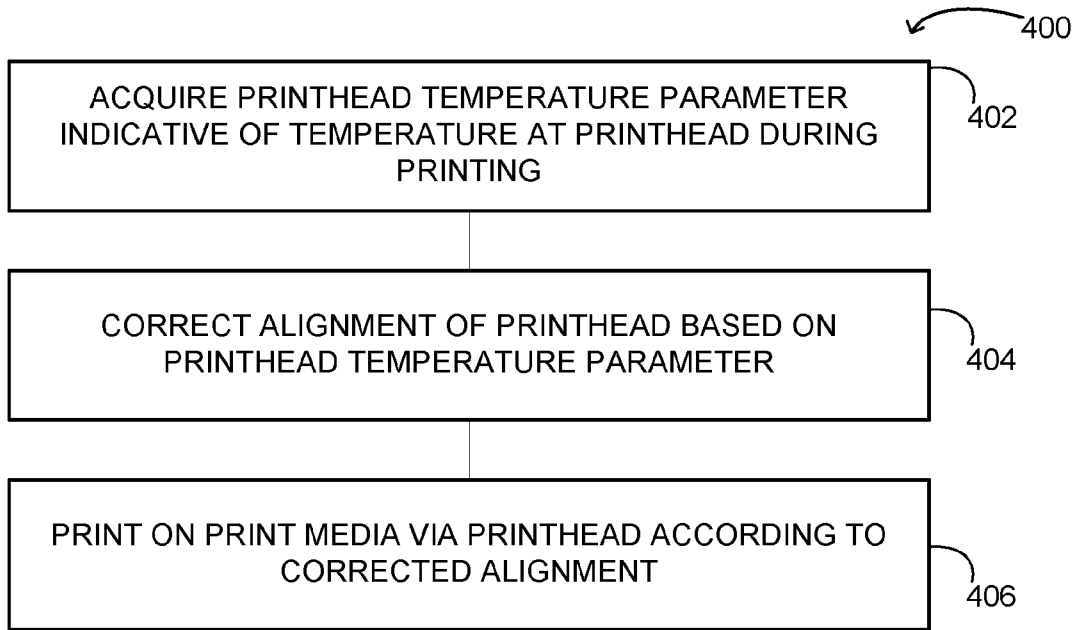 400
ACQUIRE PRINTHEAD TEMPERATURE PARAMETER
INDICATIVE OF TEMPERATURE AT PRINTHEAD DURING
PRINTING
402
CORRECT ALIGNMENT OF PRINTHEAD BASED ON
PRINTHEAD TEMPERATURE PARAMETER
404
PRINT ON PRINT MEDIA VIA PRINTHEAD ACCORDING TO
CORRECTED ALIGNMENT
406